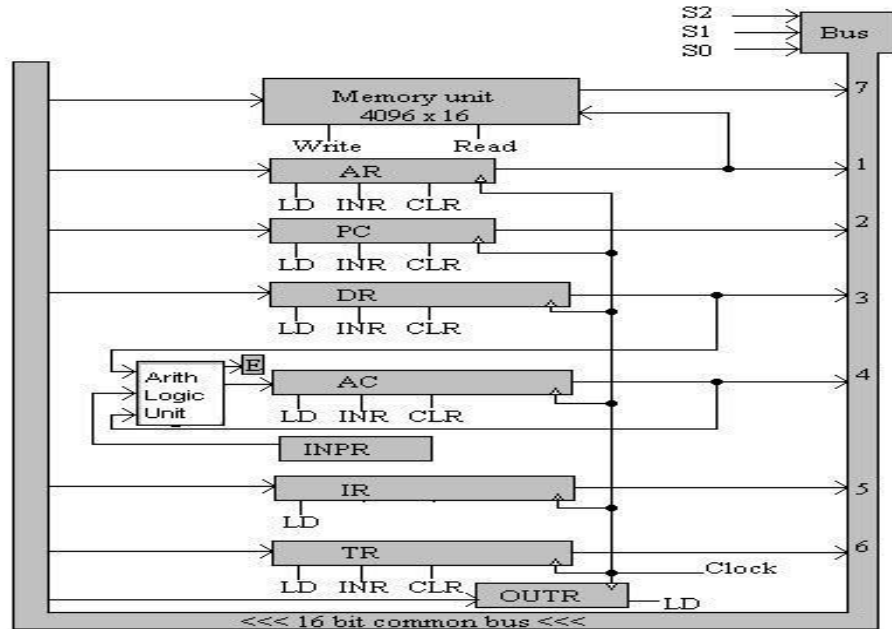 S2
S1
S0
Bus
Memory unit
4096 x 16
7
Write Read
AR
1
LD INR CLR
PC
2
LD INR CLR
DR
3
LD INR CLR
E
Arith
Logic
Unit
AC
4
LD INR CLR
INPR
IR
5
LD
TR
6
Clock
LD INR CLR
OUTR
LD
<<< 16 bit common bus <<<